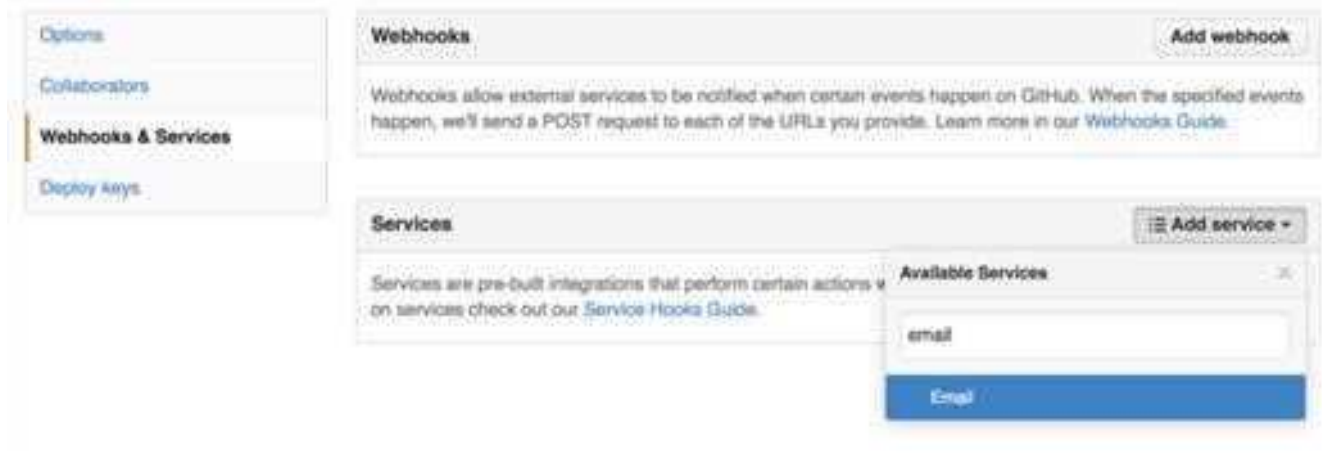 Options
Collaborators
Webhooks & Services
Deploy keys
Webhooks
Add webhook
Webhooks allow external services to be notified when certain events happen on GitHub. When the specified events
happen, we'll send a POST request to each of the URLs you provide. Learn more in our Webhooks Guide.
Services
Add service
Services are pre-built integrations that perform certain actions
on services check out our Service Hooks Guide.
Available Services
email
Email